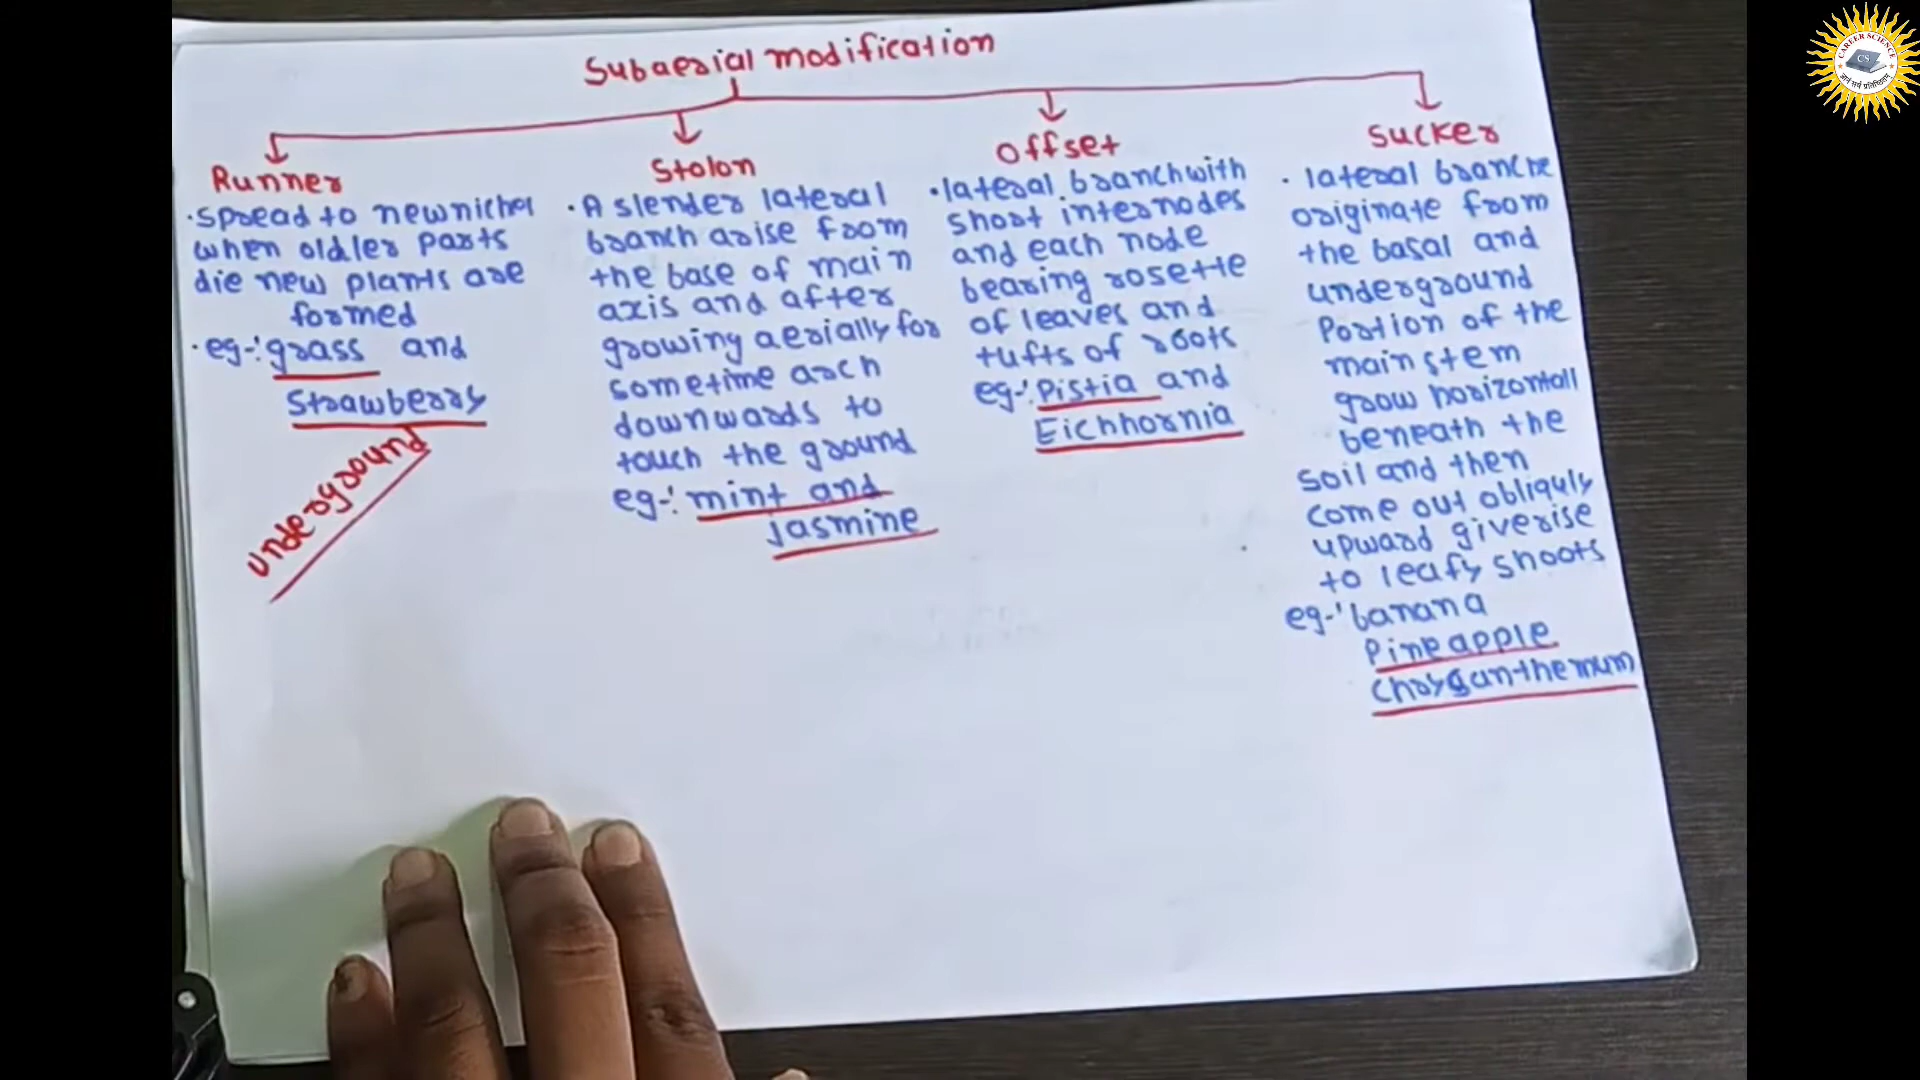 Subaerial modification
Runner
• spread to new niches
when oldler parts
die new plants are
formed
• eg-: grass and
Strawberry
Underground
Stolon
• A slender lateral
branch arise from
the base of main
axis and after
growing aerially for
sometime arch
downwards to
touch the ground
eg-: mint and
Jasmine
Offset
• lateral branch with
short internodes
and each node
bearing rosette
of leaves and
tufts of roots
eg-: Pistia and
Eichhornia
Sucker
• lateral branche
originate from
the basal and
underground
Portion of the
main stem
grow horizontall
beneath the
soil and then
come out obliquly
upward give rise
to leafy shoots
eg-: banana
Pineapple
Chrysanthemum
CAREER SCIENCE
CS